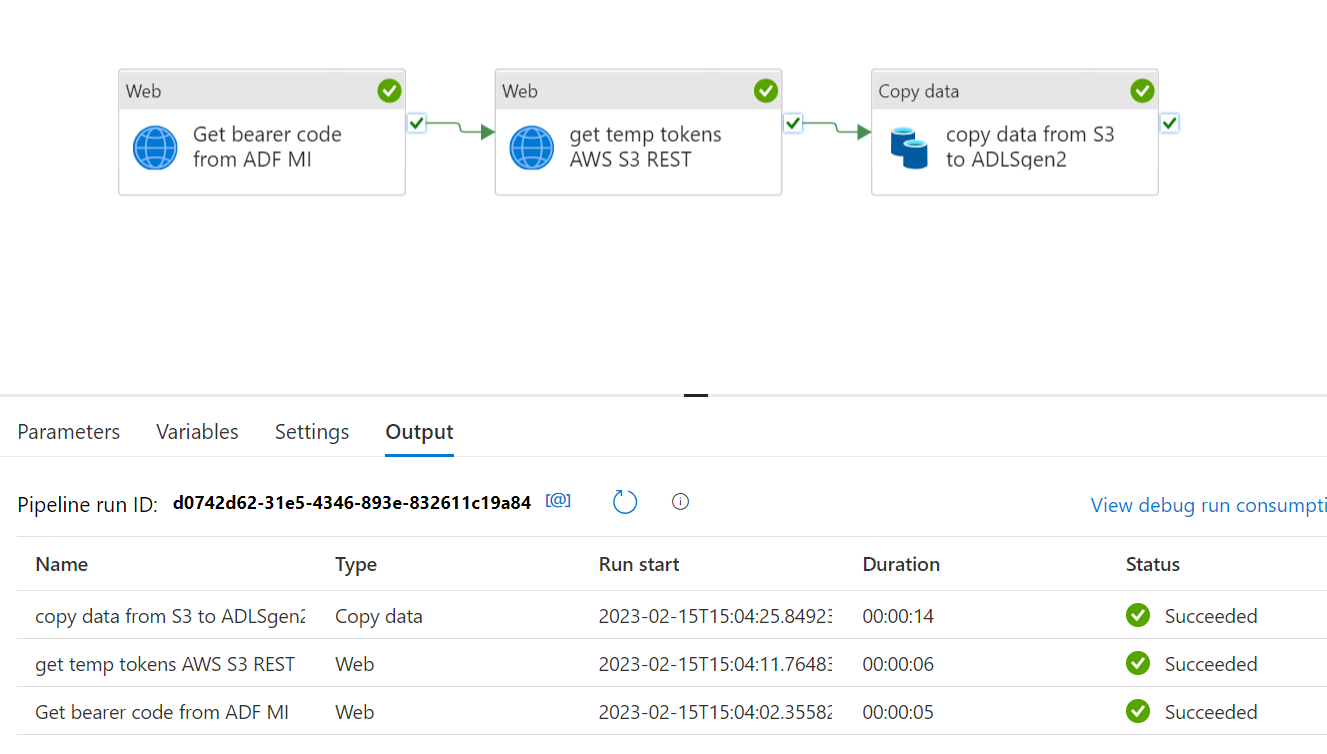 Web
Get bearer code
from ADF MI
Web
get temp tokens
AWS S3 REST
Copy data
copy data from S3
to ADLSgen2
Parameters Variables Settings Output
Pipeline run ID: d0742d62-31e5-4346-893e-832611c19a84 [@] View debug run consumpti
Name Type Run start Duration Status
copy data from S3 to ADLSgen2 Copy data 2023-02-15T15:04:25.84923 00:00:14 Succeeded
get temp tokens AWS S3 REST Web 2023-02-15T15:04:11.76483 00:00:06 Succeeded
Get bearer code from ADF MI Web 2023-02-15T15:04:02.35582 00:00:05 Succeeded